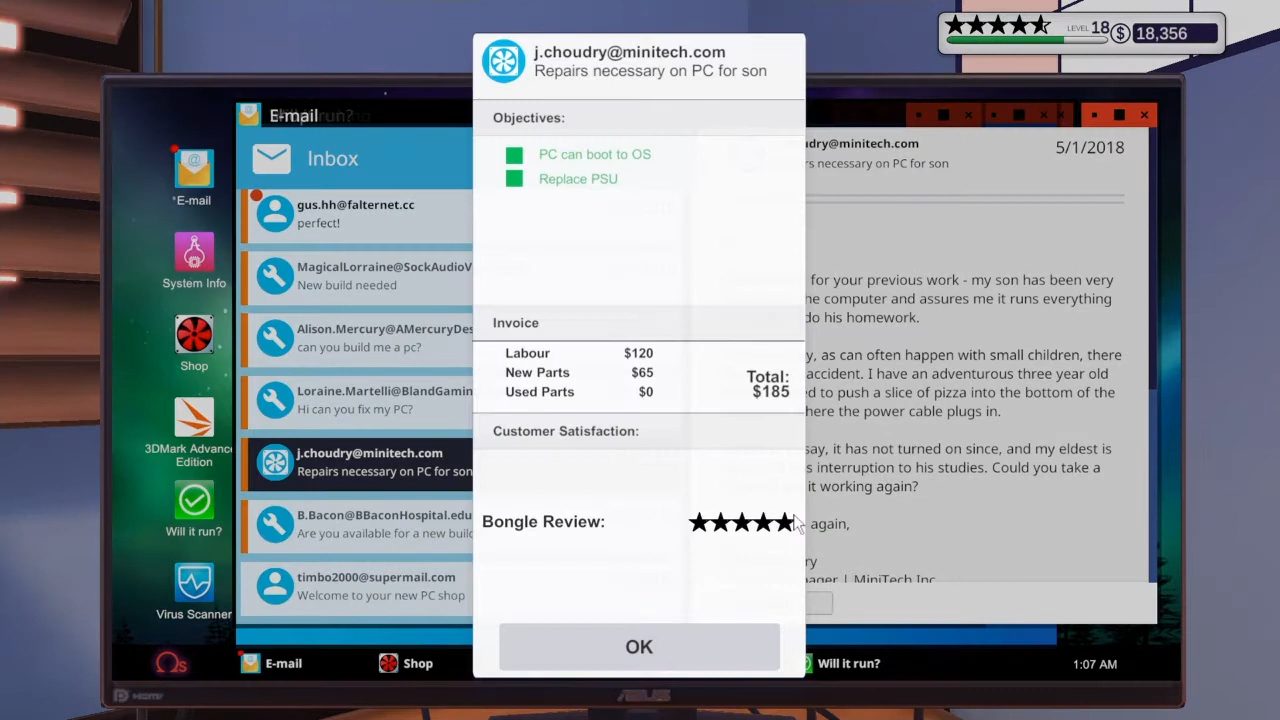 LEVEL 18
$ 18,356
j.choudry@minitech.com
Repairs necessary on PC for son
Objectives:
PC can boot to OS
Replace PSU
Invoice
Labour $120
New Parts $65
Used Parts $0
Total:
$185
Customer Satisfaction:
Bongle Review:
OK
E-mail
Inbox
gus.hh@falternet.cc
perfect!
MagicalLorraine@SockAudioV
New build needed
Alison.Mercury@AMercuryDes
can you build me a pc?
Loraine.Martelli@BlandGamin
Hi can you fix my PC?
j.choudry@minitech.com
Repairs necessary on PC for son
B.Bacon@BBaconHospital.edu
Are you available for a new build
timbo2000@supermail.com
Welcome to your new PC shop
E-mail
System Info
Shop
3DMark Advance
Edition
Will it run?
Virus Scanner
dry@minitech.com
5/1/2018
s necessary on PC for son
for your previous work - my son has been very
he computer and assures me it runs everything
do his homework.
y, as can often happen with small children, there
accident. I have an adventurous three year old
ed to push a slice of pizza into the bottom of the
here the power cable plugs in.
say, it has not turned on since, and my eldest is
s interruption to his studies. Could you take a
it working again?
again,
ry
ager | MiniTech Inc
Ωs
E-mail
Shop
Will it run?
1:07 AM
HDMI
ASUS